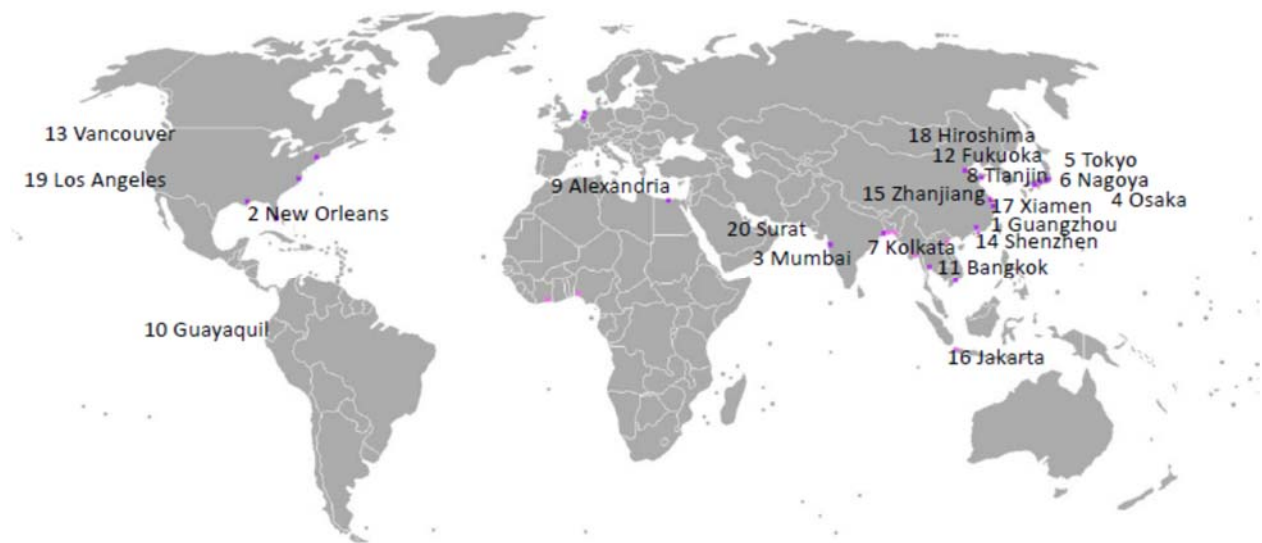 13 Vancouver
18 Hiroshima
12 Fukuoka
5 Tokyo
8 Tianjin
6 Nagoya
19 Los Angeles
9 Alexandria
15 Zhanjiang
4 Osaka
2 New Orleans
17 Xiamen
1 Guangzhou
20 Surat
14 Shenzhen
7 Kolkata
3 Mumbai
11 Bangkok
10 Guayaquil
16 Jakarta